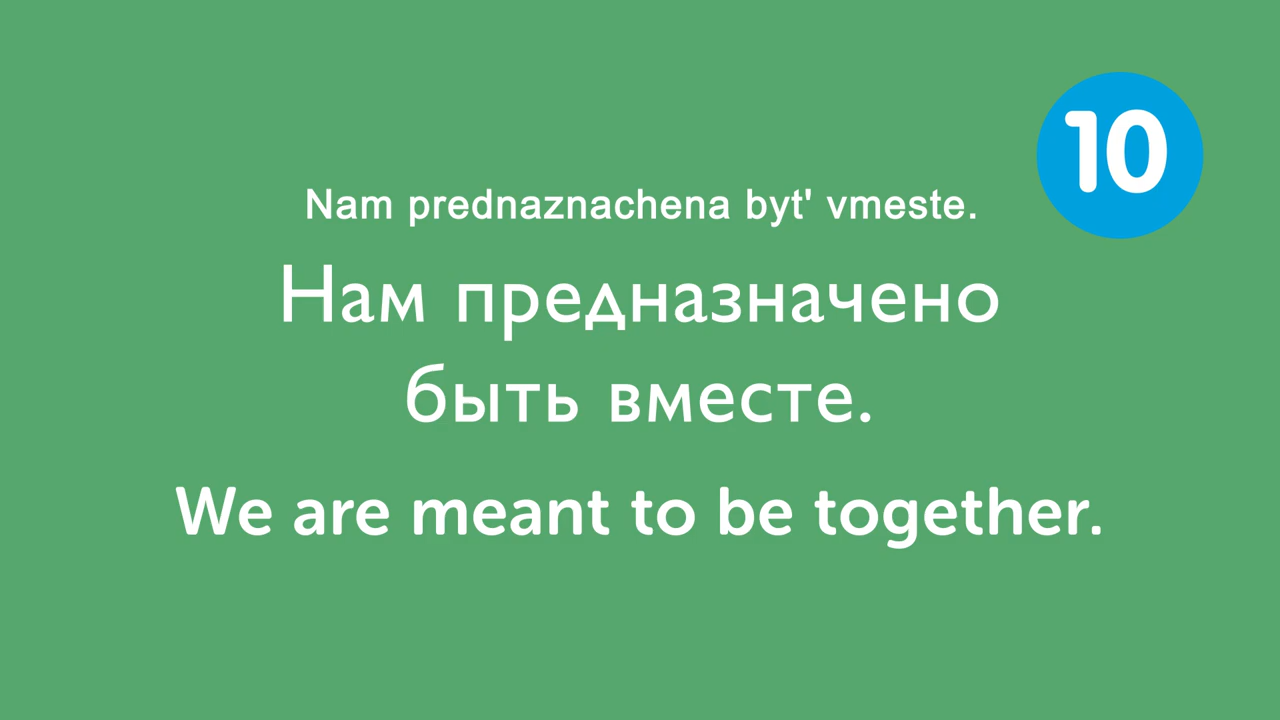 10
Nam prednaznachena byt' vmeste.
Нам предназначено
быть вместе.
We are meant to be together.